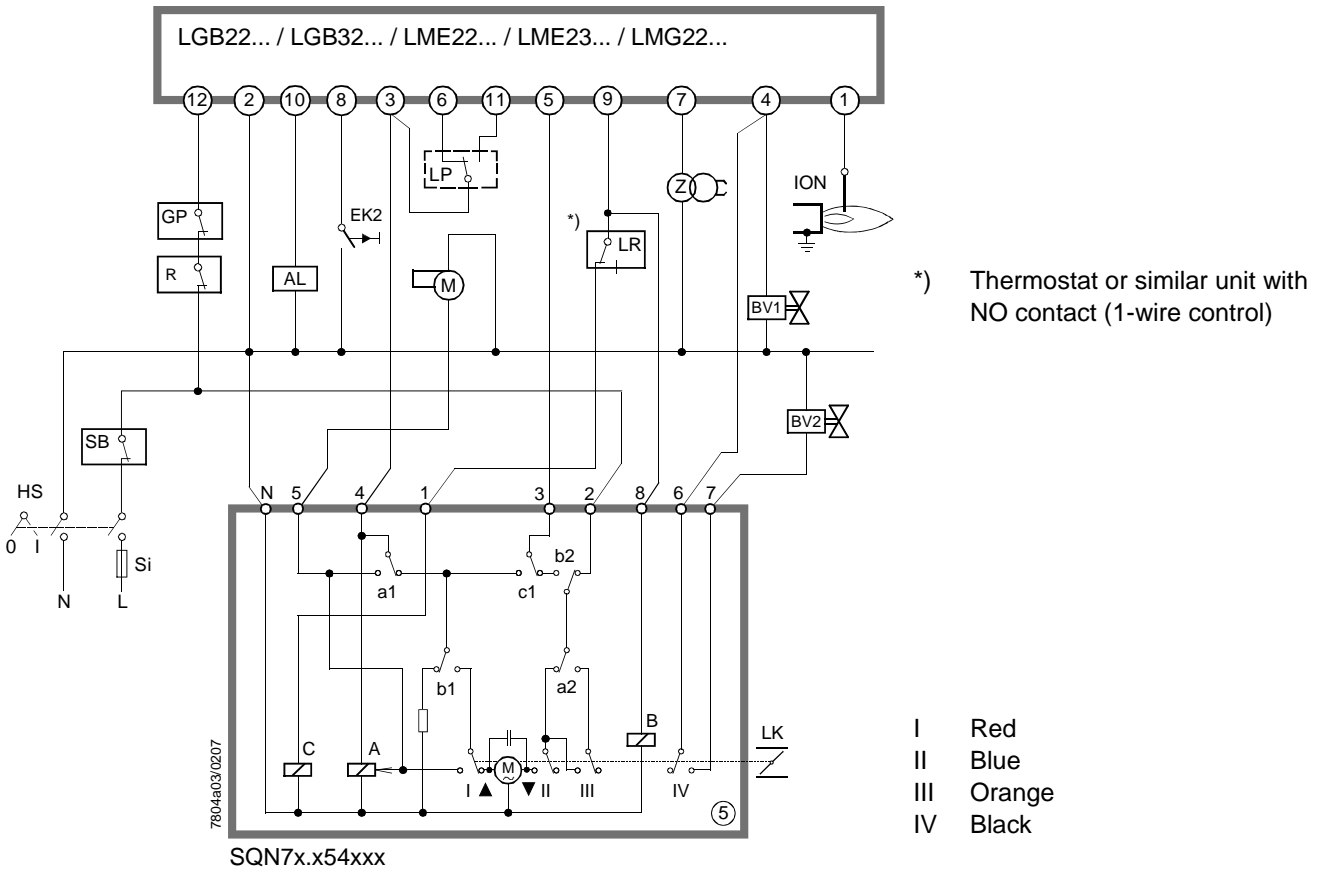 LGB22... / LGB32... / LME22... / LME23... / LMG22...
12 2 10 8 3 6 11 5 9 7 4 1
LP
Z
ION
GP
EK2
*)
LR
R
AL
M
BV1
*) Thermostat or similar unit with
NO contact (1-wire control)
BV2
SB
HS
N 5 4 1 3 2 8 6 7
0 I
Si
N L
a1
c1
b2
b1
a2
C
A
B
LK
M
~
I ▲ ▼ II III IV
5
7804a03/0207
SQN7x.x54xxx
I Red
II Blue
III Orange
IV Black